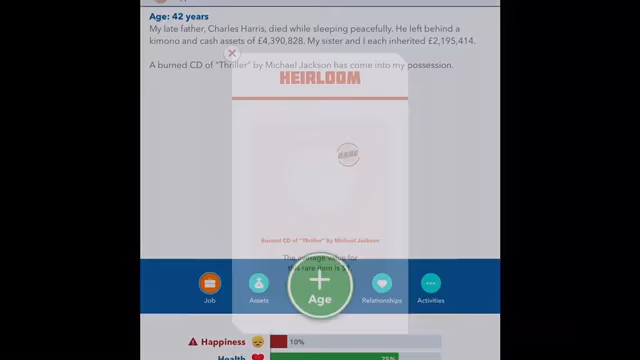 Age: 42 years
My late father, Charles Harris, died while sleeping peacefully. He left behind a
kimono and cash assets of £4,390,828. My sister and I each inherited £2,195,414.
A burned CD of "Thriller" by Michael Jackson has come into my possession.
HEIRLOOM
RARE
Burned CD of "Thriller" by Michael Jackson
The average value for
this rare item is $1.
Age
Job
Assets
Relationships
Activities
Happiness
10%
Health
75%